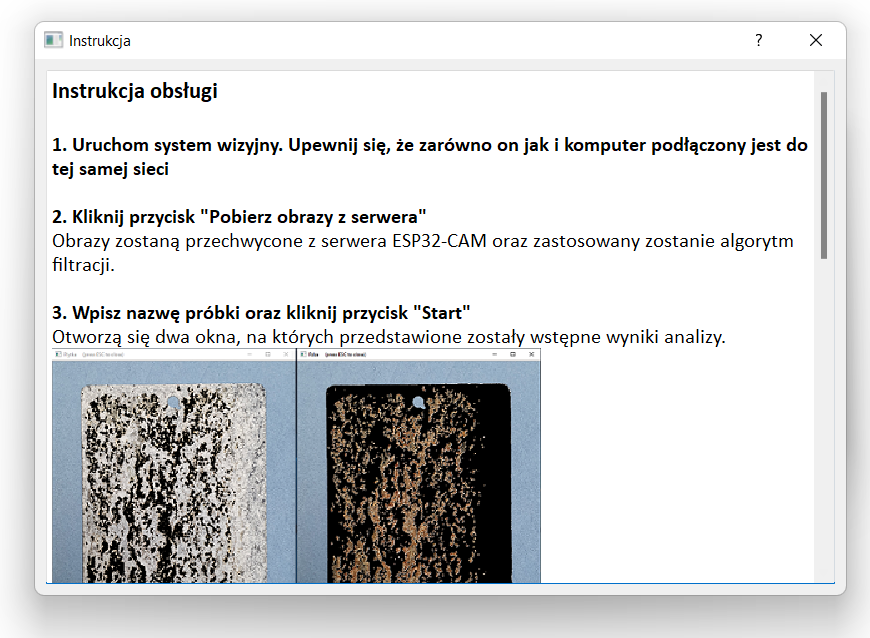 Instrukcja
?
Instrukcja obsługi
1. Uruchom system wizyjny. Upewnij się, że zarówno on jak i komputer podłączony jest do
tej samej sieci
2. Kliknij przycisk "Pobierz obrazy z serwera"
Obrazy zostaną przechwycone z serwera ESP32-CAM oraz zastosowany zostanie algorytm
filtracji.
3. Wpisz nazwę próbki oraz kliknij przycisk "Start"
Otworzą się dwa okna, na których przedstawione zostały wstępne wyniki analizy.